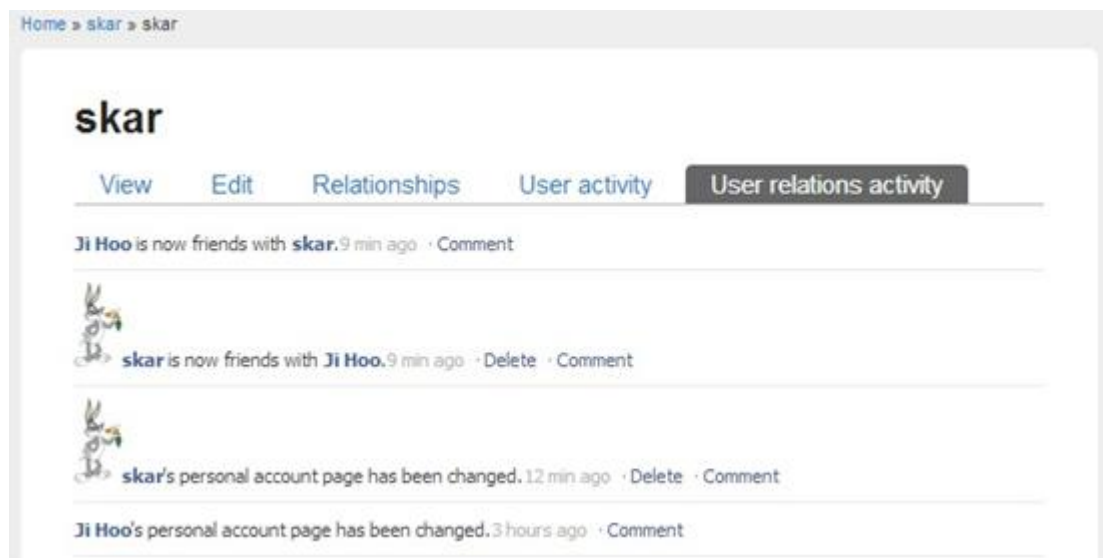 Home » skar » skar
skar
View Edit Relationships User activity User relations activity
Ji Hoo is now friends with skar. 9 min ago · Comment
skar is now friends with Ji Hoo. 9 min ago · Delete · Comment
skar's personal account page has been changed. 12 min ago · Delete · Comment
Ji Hoo's personal account page has been changed. 3 hours ago · Comment